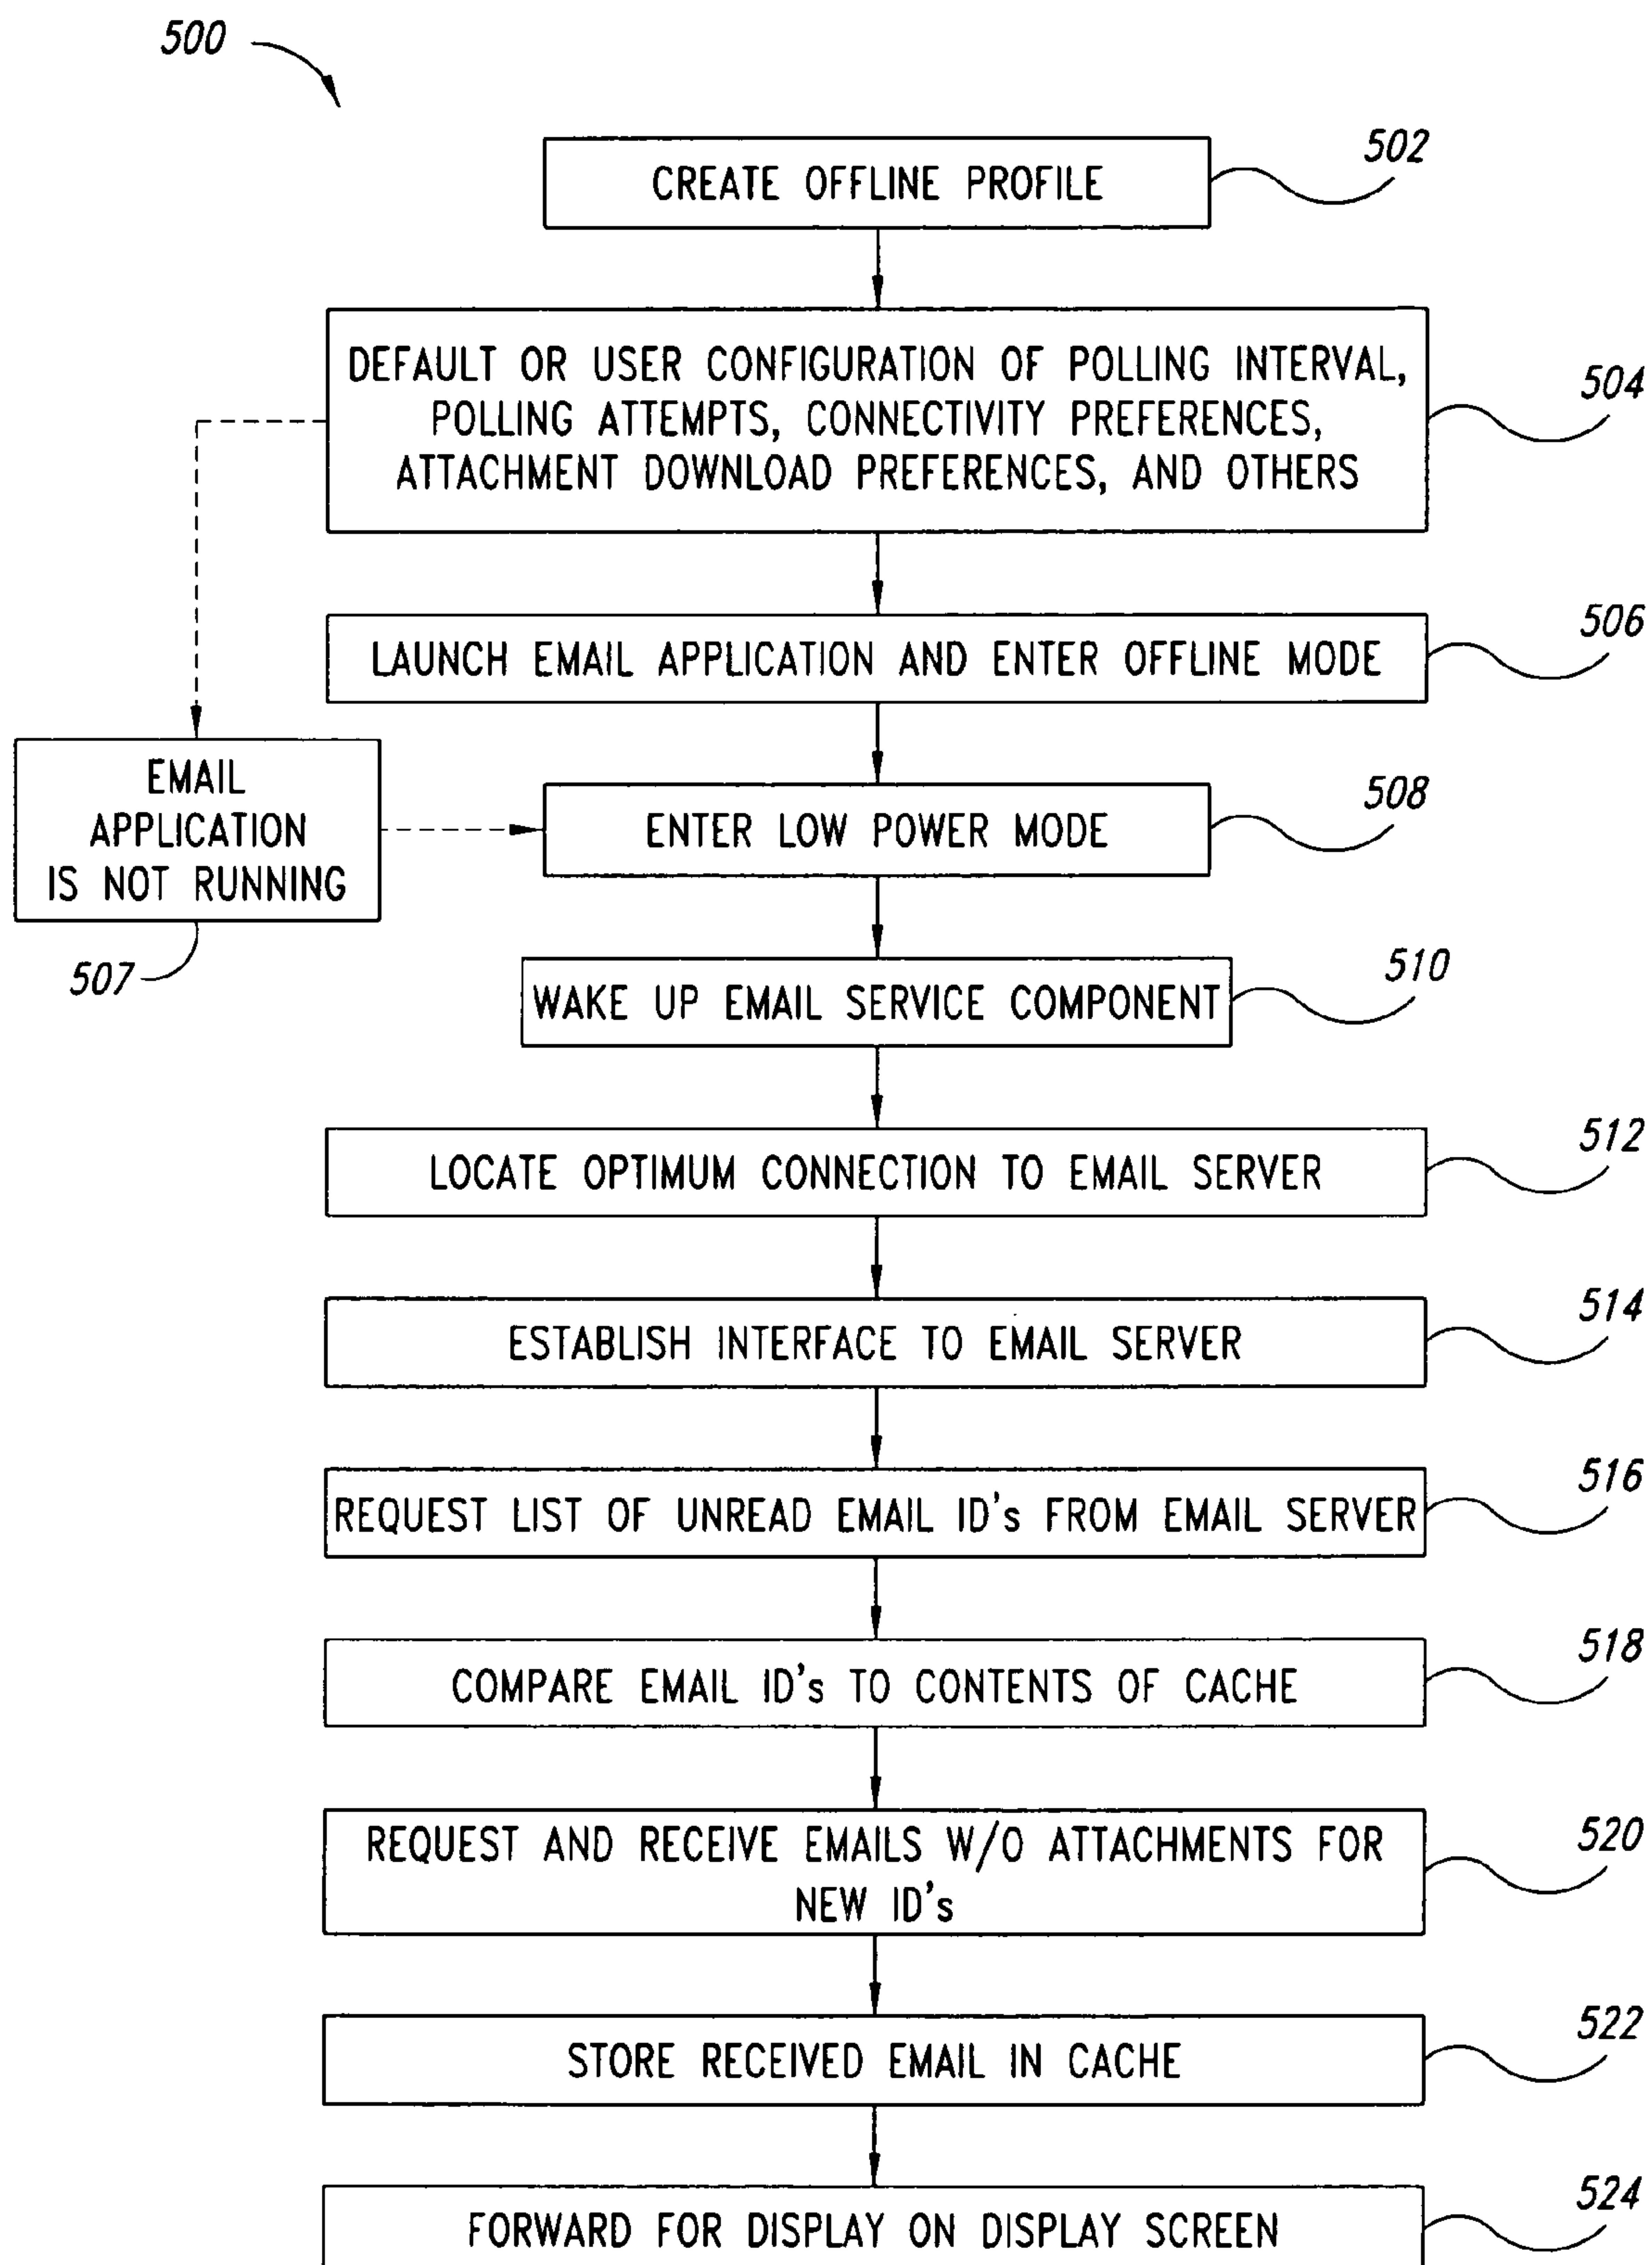 500
CREATE OFFLINE PROFILE
502
DEFAULT OR USER CONFIGURATION OF POLLING INTERVAL,
POLLING ATTEMPTS, CONNECTIVITY PREFERENCES,
ATTACHMENT DOWNLOAD PREFERENCES, AND OTHERS
504
LAUNCH EMAIL APPLICATION AND ENTER OFFLINE MODE
506
EMAIL
APPLICATION
IS NOT RUNNING
507
ENTER LOW POWER MODE
508
WAKE UP EMAIL SERVICE COMPONENT
510
LOCATE OPTIMUM CONNECTION TO EMAIL SERVER
512
ESTABLISH INTERFACE TO EMAIL SERVER
514
REQUEST LIST OF UNREAD EMAIL ID's FROM EMAIL SERVER
516
COMPARE EMAIL ID's TO CONTENTS OF CACHE
518
REQUEST AND RECEIVE EMAILS W/O ATTACHMENTS FOR
NEW ID's
520
STORE RECEIVED EMAIL IN CACHE
522
FORWARD FOR DISPLAY ON DISPLAY SCREEN
524